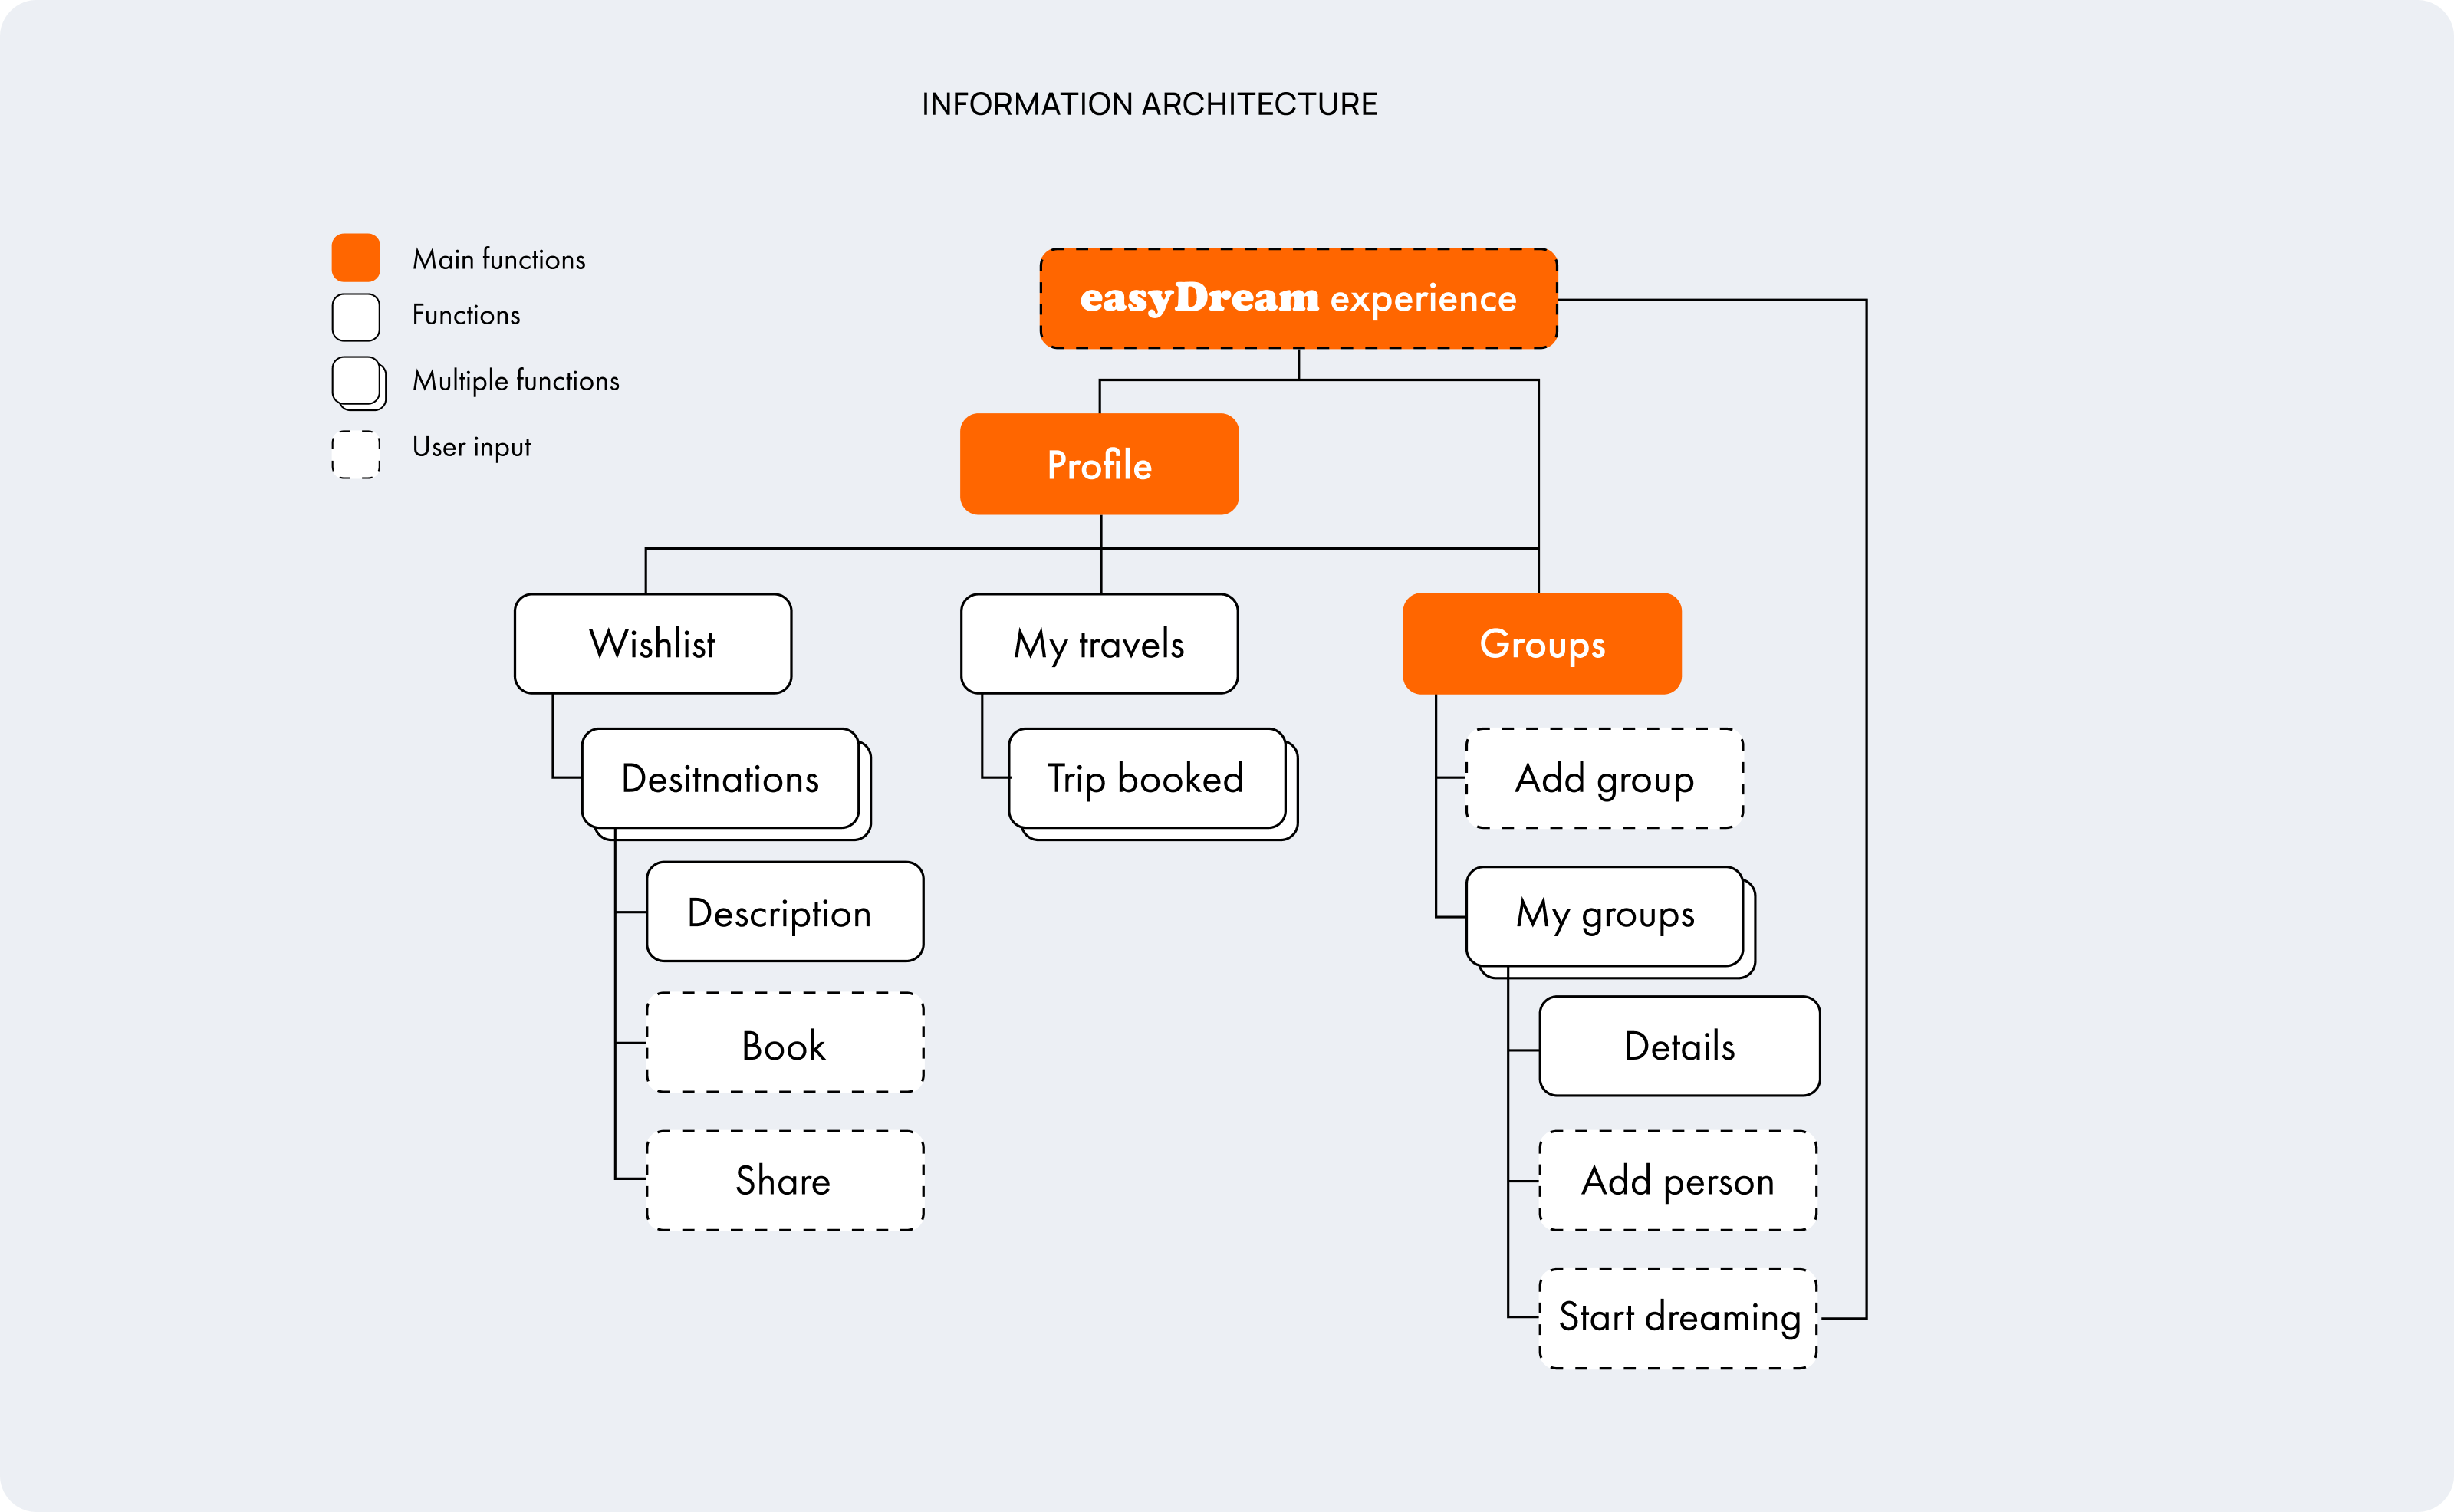 INFORMATION ARCHITECTURE
Main functions
Functions
Multiple functions
User input
easyDream experience
Profile
Wishlist
My travels
Groups
Desitnations
Trip booked
Add group
Description
My groups
Book
Details
Share
Add person
Start dreaming